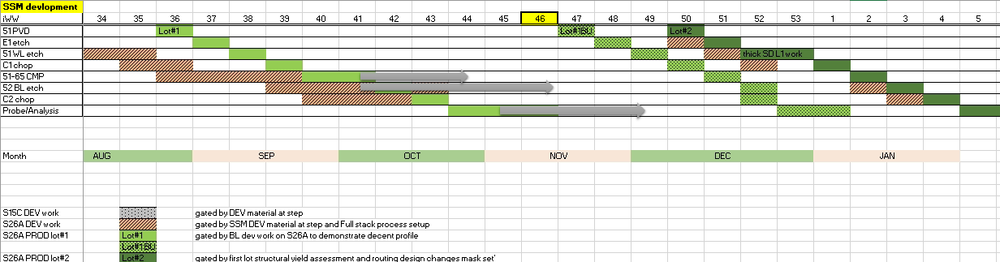 SSM devlopment
iWW 34 35 36 37 38 39 40 41 42 43 44 45 46 47 48 49 50 51 52 53 1 2 3 4 5
51 PVD Lot#1 Lot#1BU Lot#2
E1 etch
51 WL etch thick SD L1 work
C1 chop
51-65 CMP
52 BL etch
C2 chop
Probe/Analysis
Month AUG SEP OCT NOV DEC JAN
S15C DEV work gated by DEV material at step
S26A DEV work gated by SSM DEV material at step and Full stack process setup
S26A PROD lot#1 Lot#1 gated by BL dev work on S26A to demonstrate decent profile
Lot#1BU
S26A PROD lot#2 Lot#2 gated by first lot structural yield assessment and routing design changes mask set'